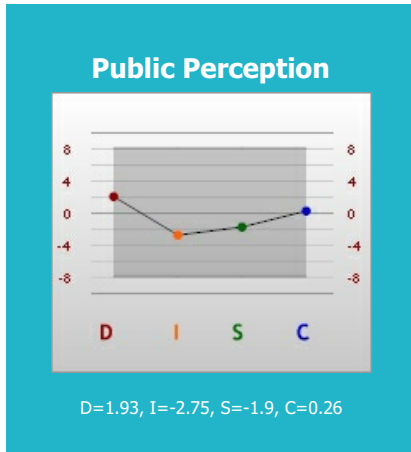 Public Perception
8 8
4 4
0 0
-4 -4
-8 -8
D I S C
D=1.93, I=-2.75, S=-1.9, C=0.26